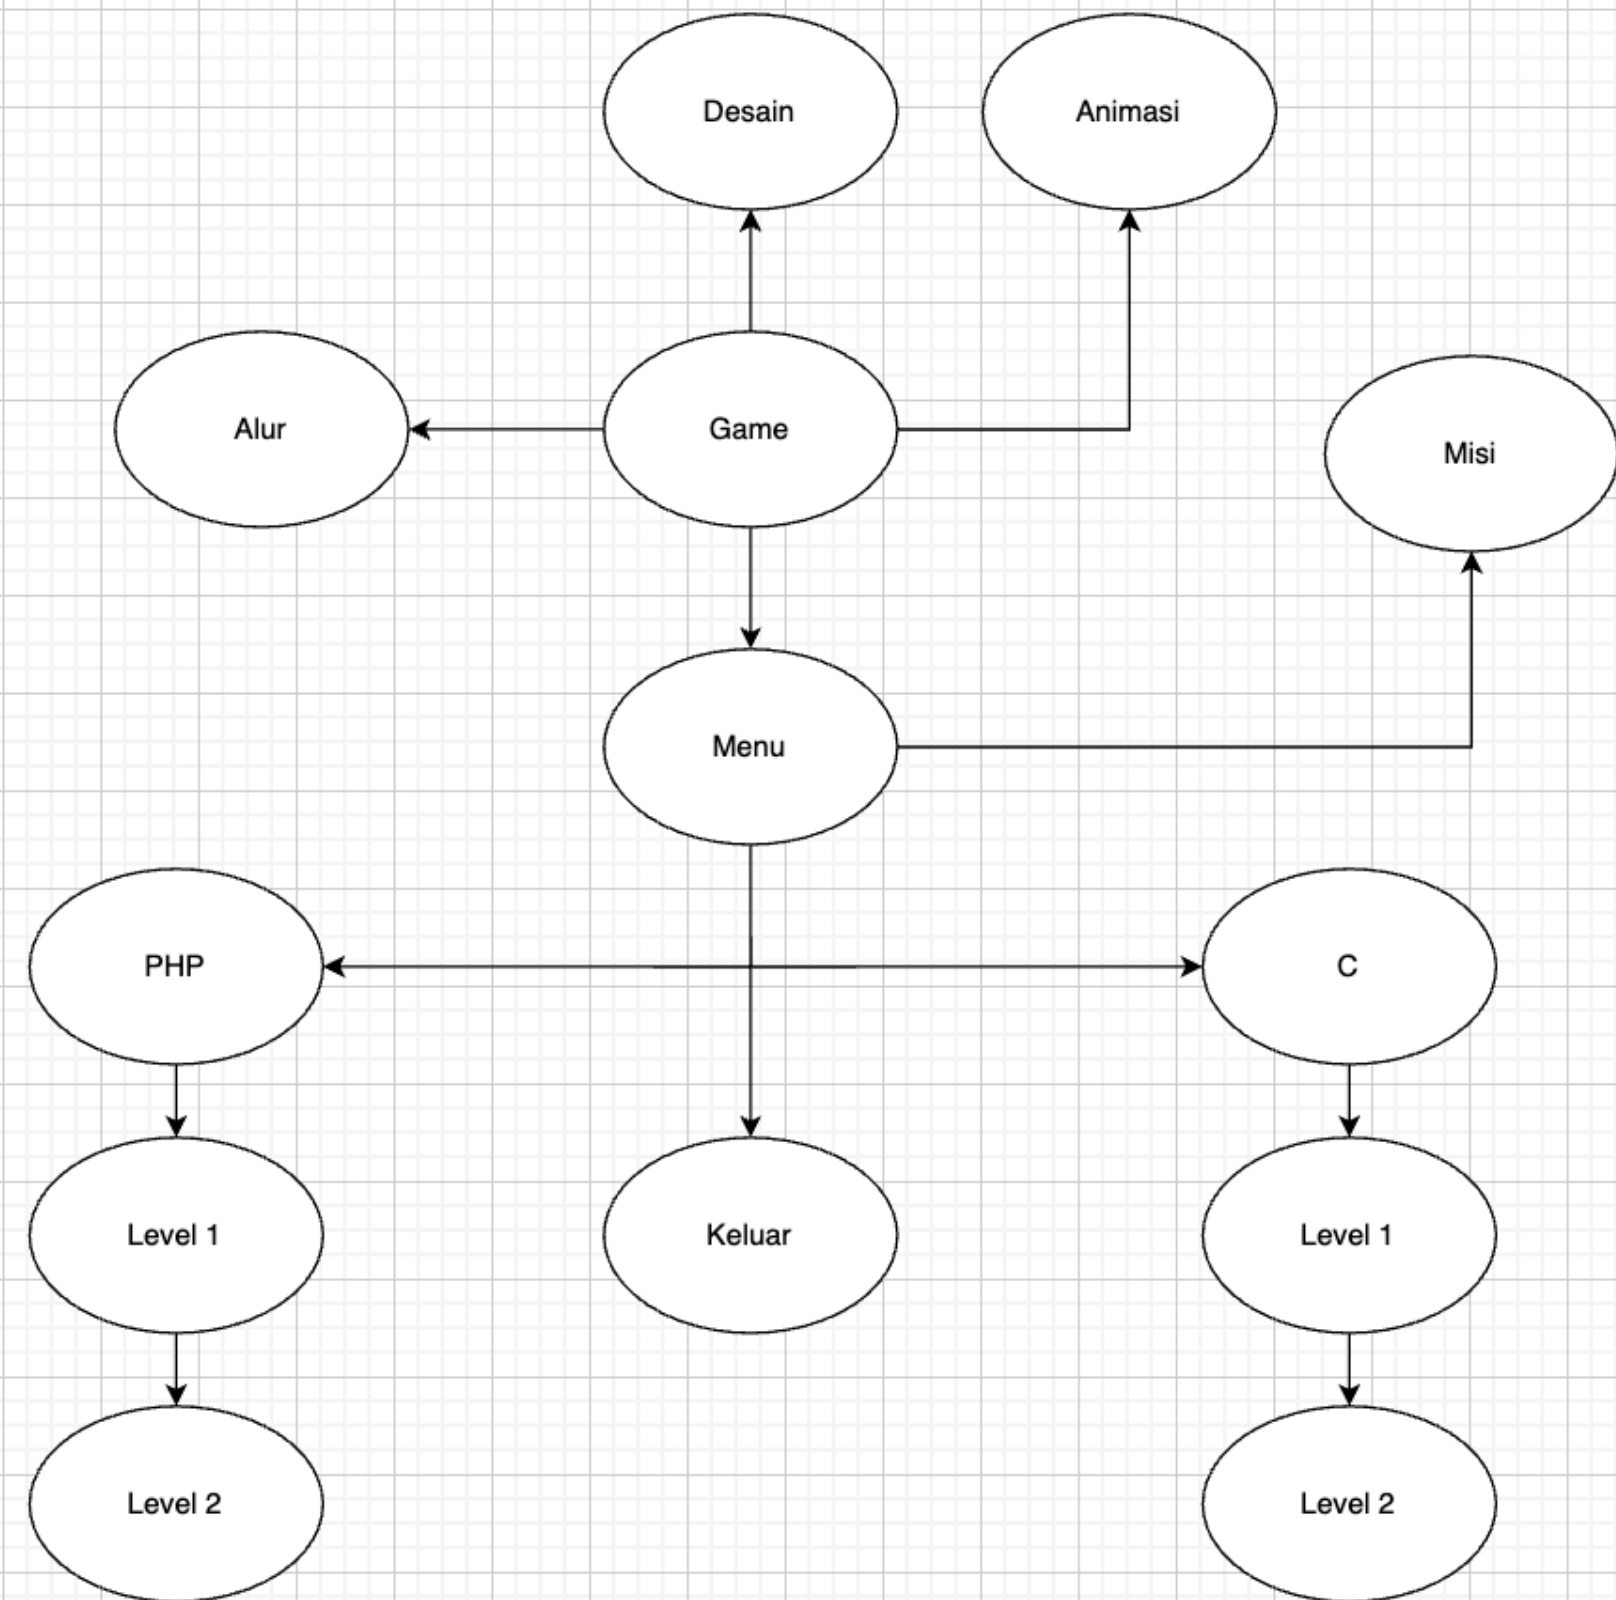 Desain
Animasi
Alur
Game
Misi
Menu
PHP
C
Level 1
Keluar
Level 1
Level 2
Level 2